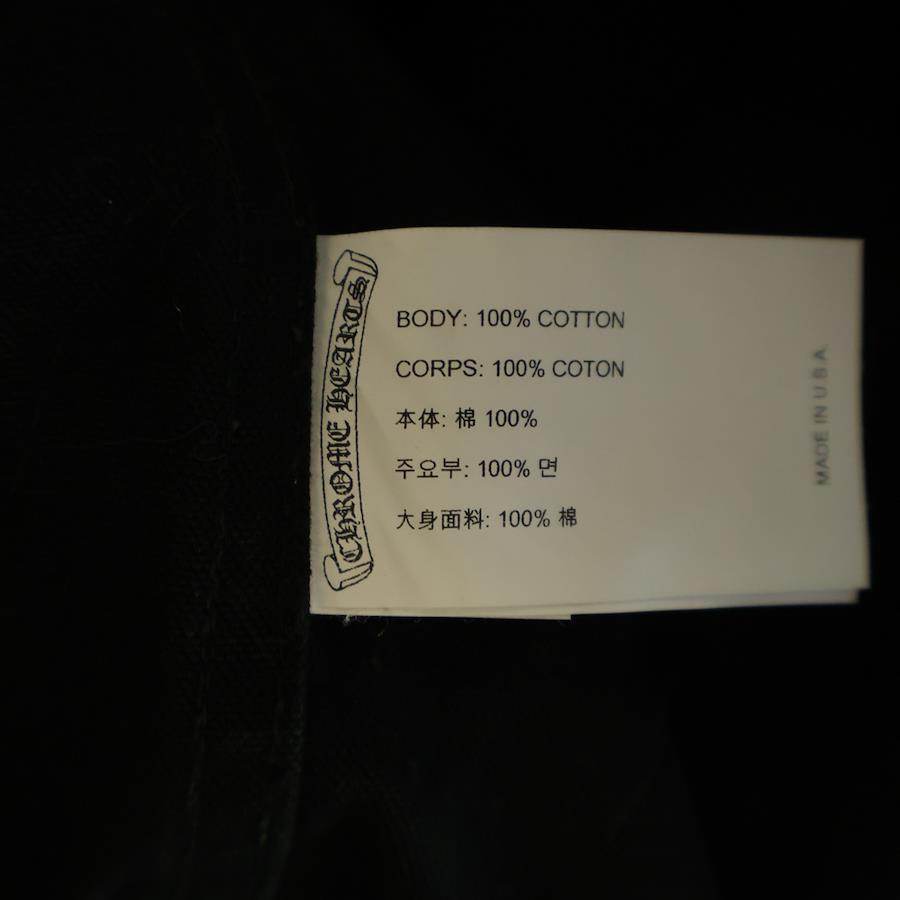 CHROME HEARTS
BODY: 100% COTTON
CORPS: 100% COTON
本体: 棉 100%
주요부: 100% 면
大身面料: 100% 棉
MADE IN U.S.A.